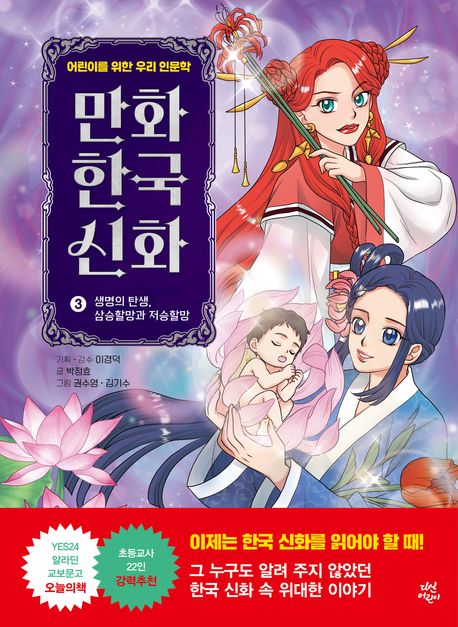 어린이를 위한 우리 인문학
만화
한국
신화
3 생명의 탄생,
삼승할망과 저승할망
기획·감수 이경덕
글 박정효
그림 권수영·김기수
YES24
알라딘
교보문고
오늘의책
초등교사
22인
강력추천
이제는 한국 신화를 읽어야 할 때!
그 누구도 알려 주지 않았던
한국 신화 속 위대한 이야기
다산
어린이